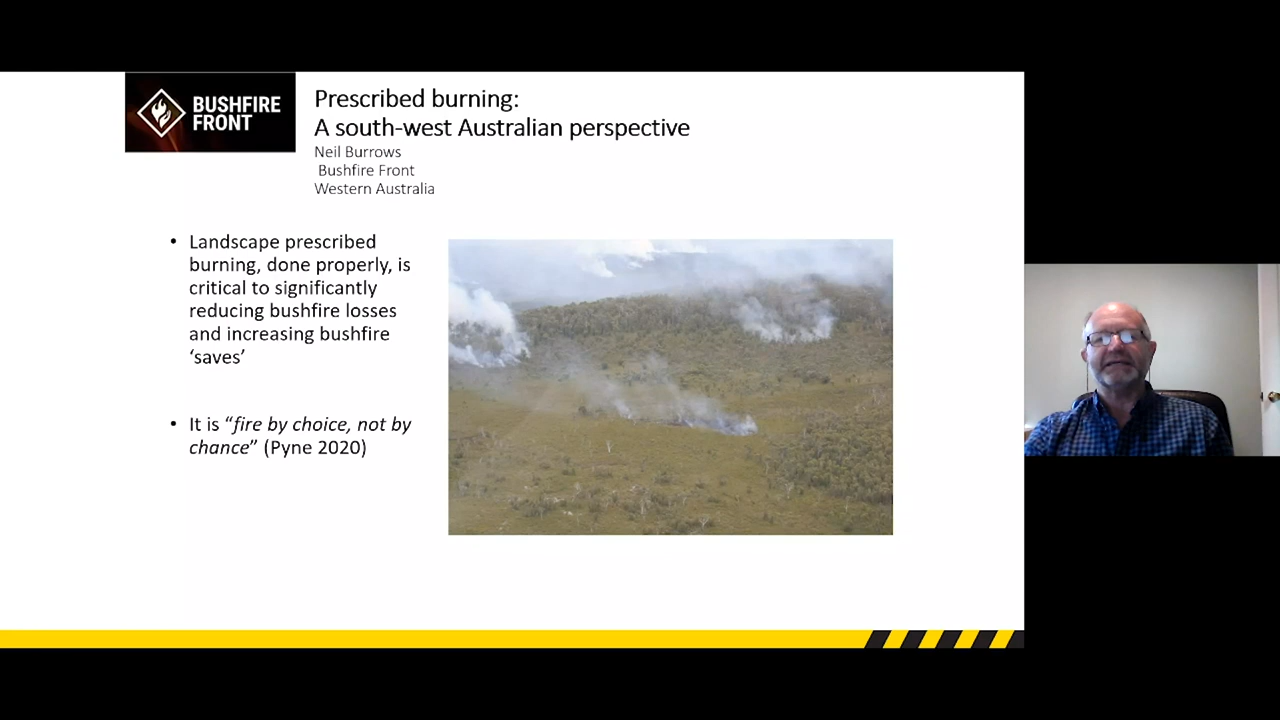 BUSHFIRE
FRONT
Prescribed burning:
A south-west Australian perspective
Neil Burrows
Bushfire Front
Western Australia
• Landscape prescribed
burning, done properly, is
critical to significantly
reducing bushfire losses
and increasing bushfire
‘saves’
• It is “fire by choice, not by
chance” (Pyne 2020)